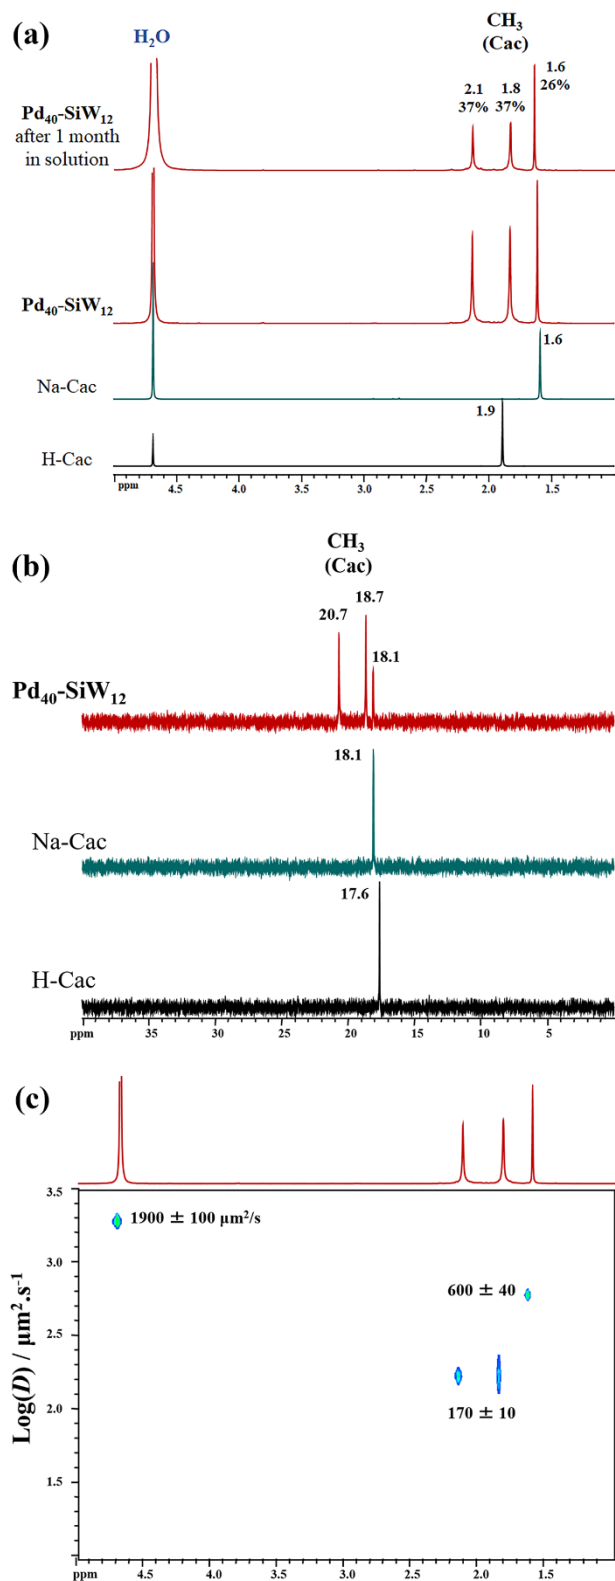 (a)
H₂O
CH₃
(Cac)
2.1
37%
1.8
37%
1.6
26%
Pd₄₀-SiW₁₂
after 1 month
in solution
Pd₄₀-SiW₁₂
1.6
Na-Cac
1.9
H-Cac
ppm 4.5 4.0 3.5 3.0 2.5 2.0 1.5
(b)
CH₃
(Cac)
20.7
18.7
18.1
Pd₄₀-SiW₁₂
18.1
Na-Cac
17.6
H-Cac
ppm 35 30 25 20 15 10 5
(c)
Log(D) / µm².s⁻¹
3.5
1900 ± 100 µm²/s
3.0
600 ± 40
2.5
2.0
170 ± 10
1.5
ppm 4.5 4.0 3.5 3.0 2.5 2.0 1.5